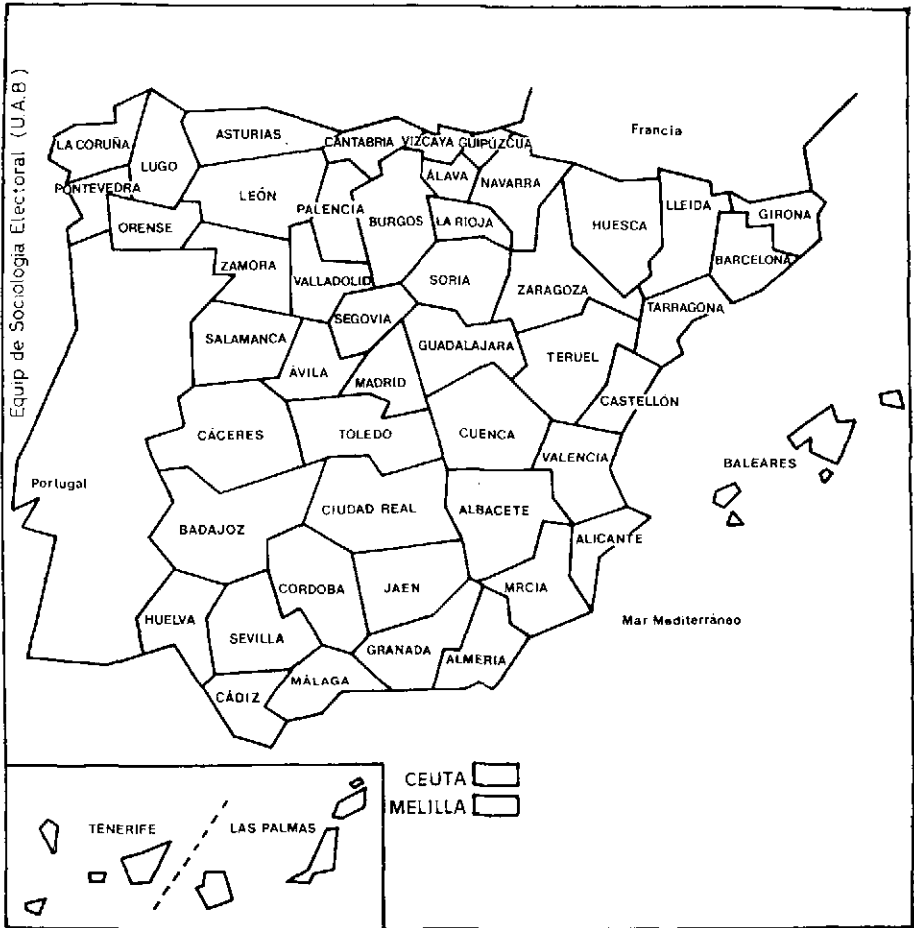 Equip de Sociologia Electoral (U.A.B)
Francia
LA CORUÑA
LUGO
ASTURIAS
CANTABRIA
VIZCAYA
GUIPÚZCUA
PONTEVEDRA
ORENSE
LEÓN
PALENCIA
BURGOS
ÁLAVA
NAVARRA
LA RIOJA
HUESCA
LLEIDA
GIRONA
BARCELONA
ZAMORA
VALLADOLID
SORIA
ZARAGOZA
TARRAGONA
SEGOVIA
SALAMANCA
ÁVILA
MADRID
GUADALAJARA
TERUEL
CASTELLÓN
CÁCERES
TOLEDO
CUENCA
VALENCIA
BALEARES
Portugal
BADAJOZ
CIUDAD REAL
ALBACETE
ALICANTE
CORDOBA
JAEN
MRCIA
HUELVA
SEVILLA
GRANADA
ALMERIA
Mar Mediterráneo
CÁDIZ
MÁLAGA
CEUTA
MELILLA
TENERIFE
LAS PALMAS